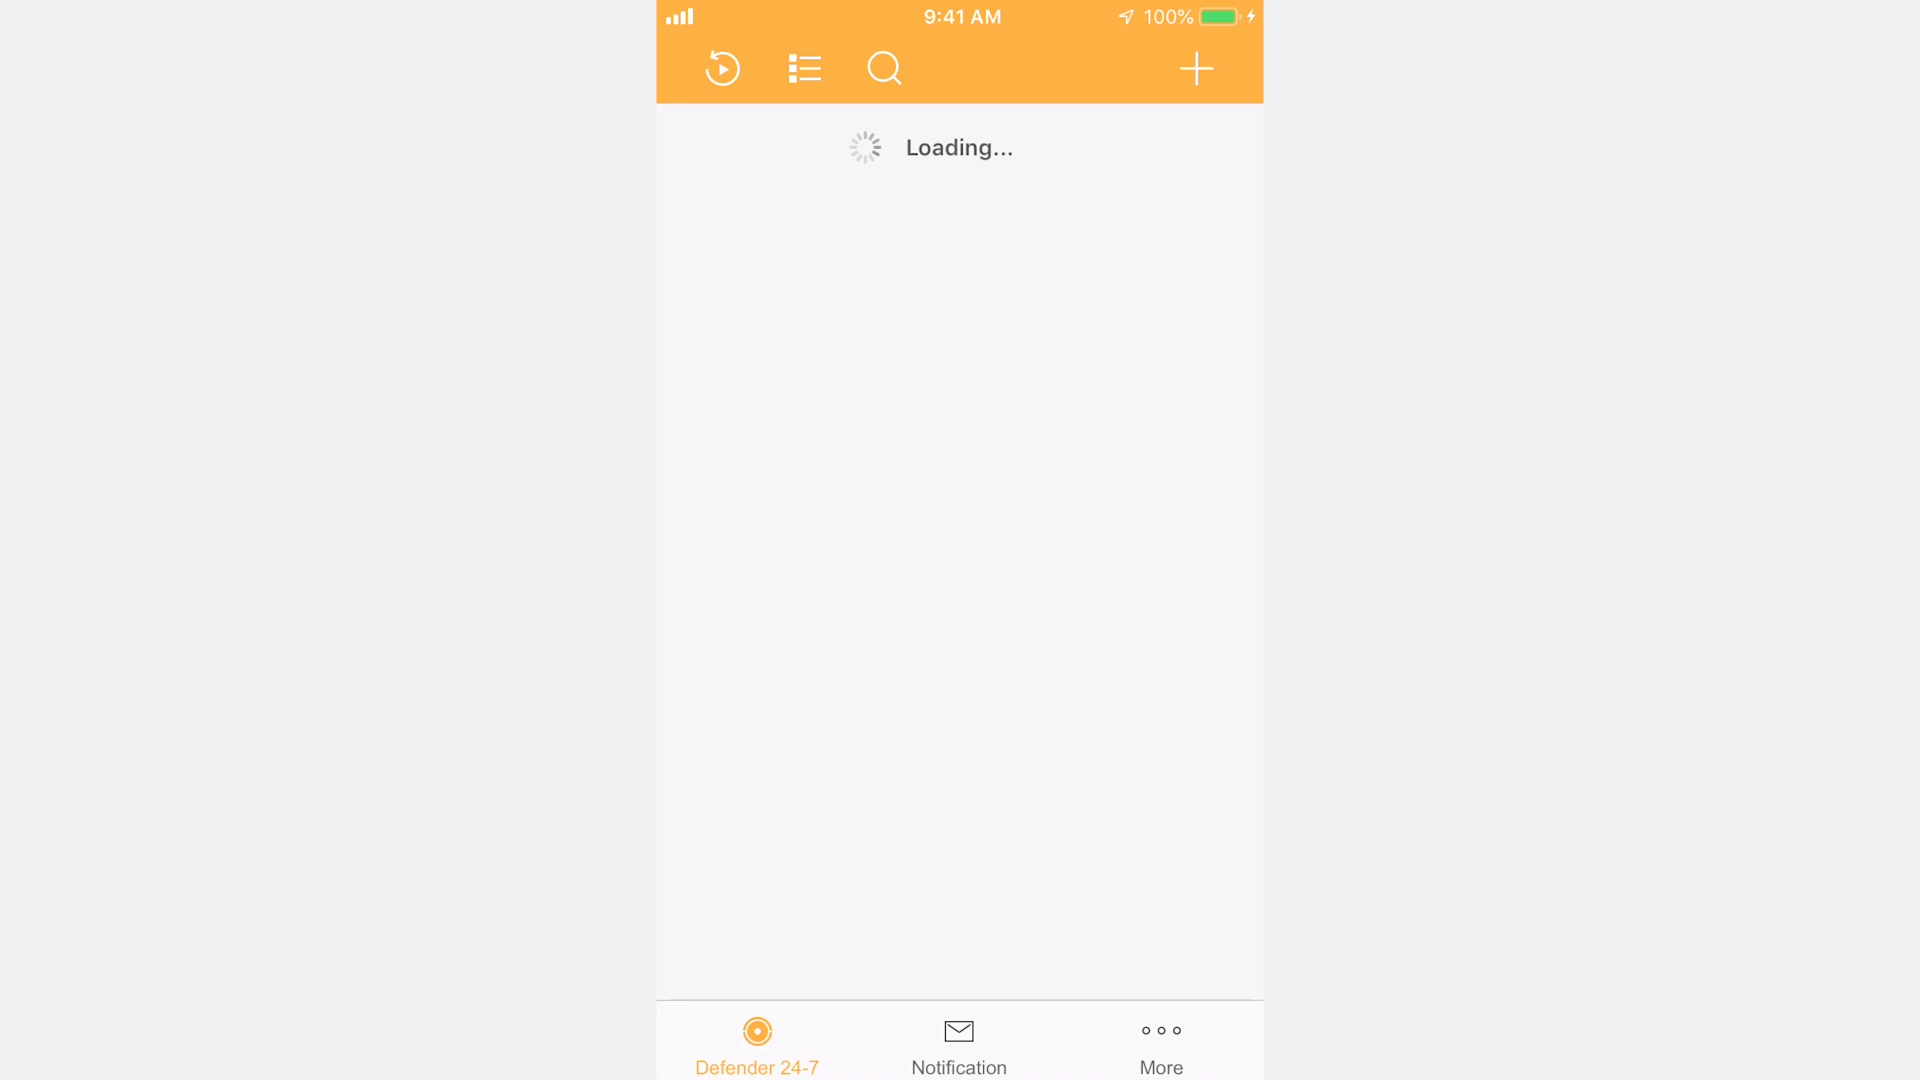 9:41 AM
100%
Loading...
Defender 24-7
Notification
More